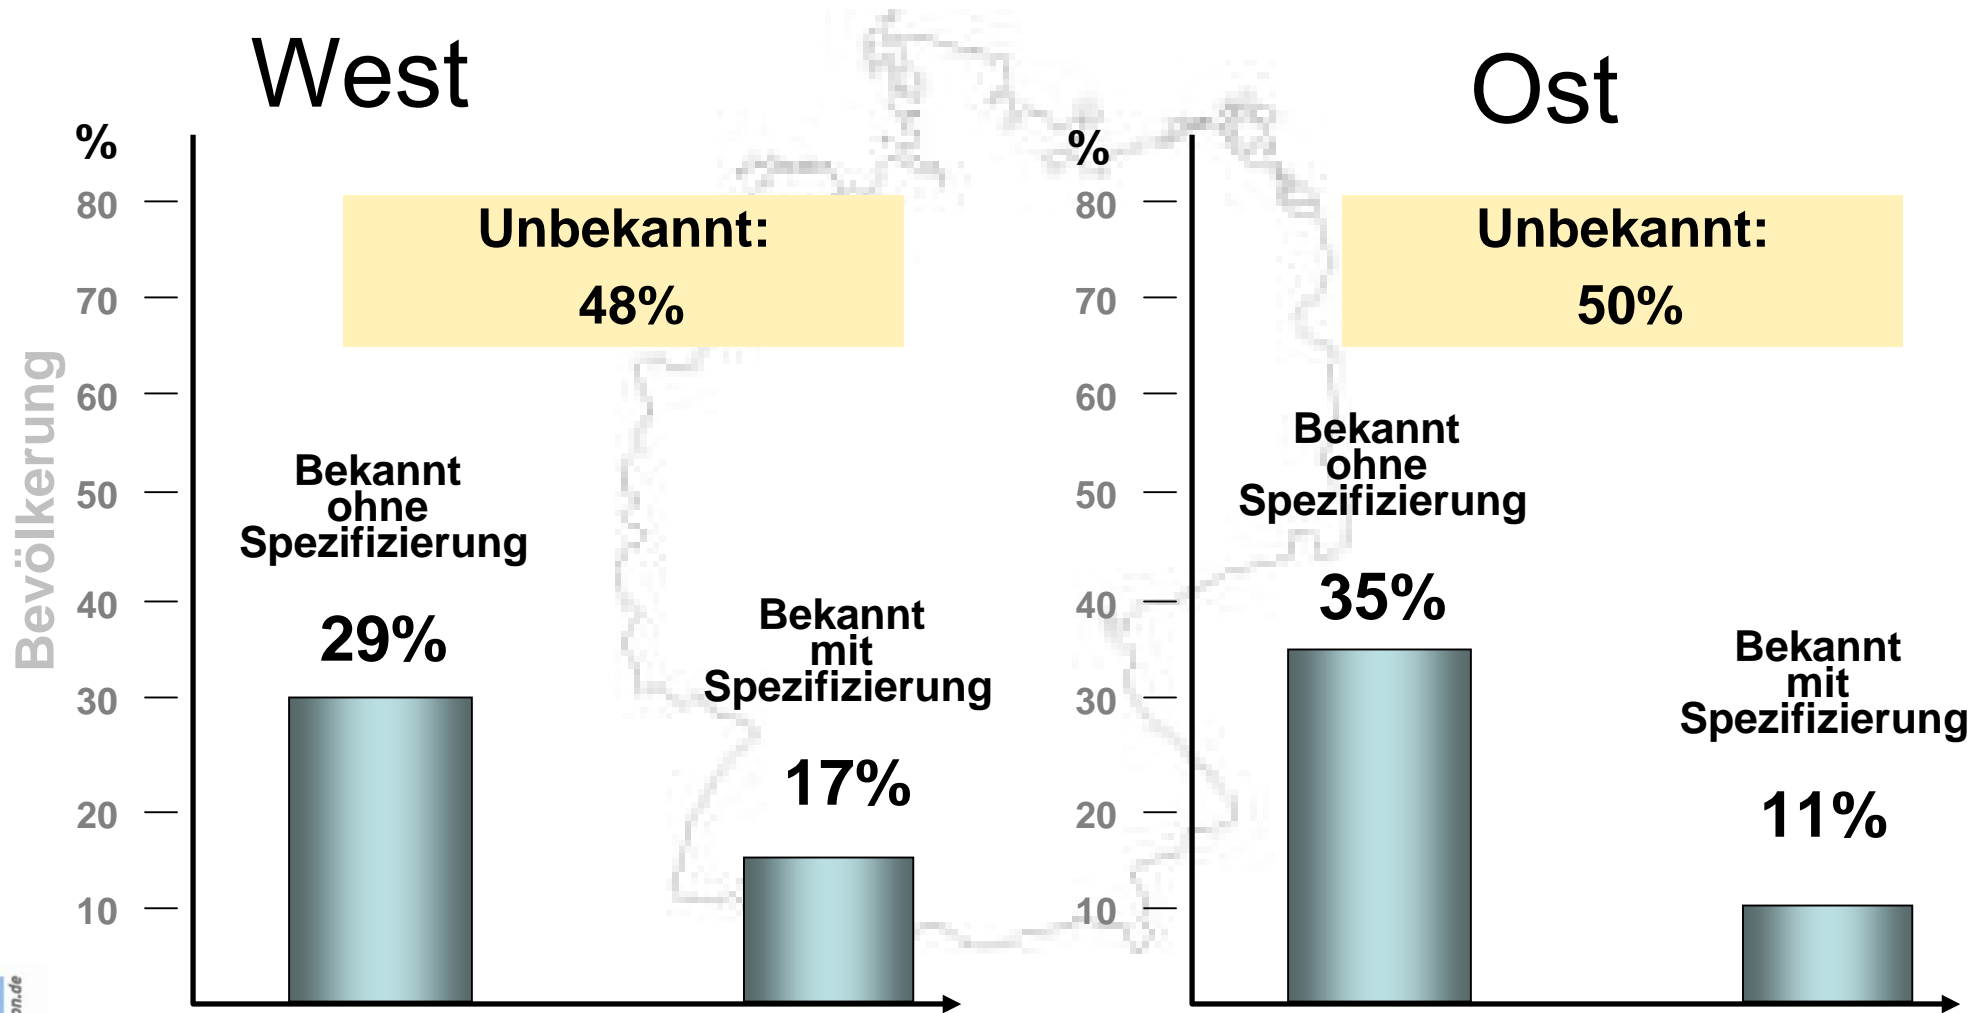 West
%
80
70
60
50
40
30
20
10
Bevölkerung
Unbekannt:
48%
Bekannt
ohne
Spezifizierung
29%
Bekannt
mit
Spezifizierung
17%
Ost
%
80
70
60
50
40
30
20
10
Unbekannt:
50%
Bekannt
ohne
Spezifizierung
35%
Bekannt
mit
Spezifizierung
11%
on.de